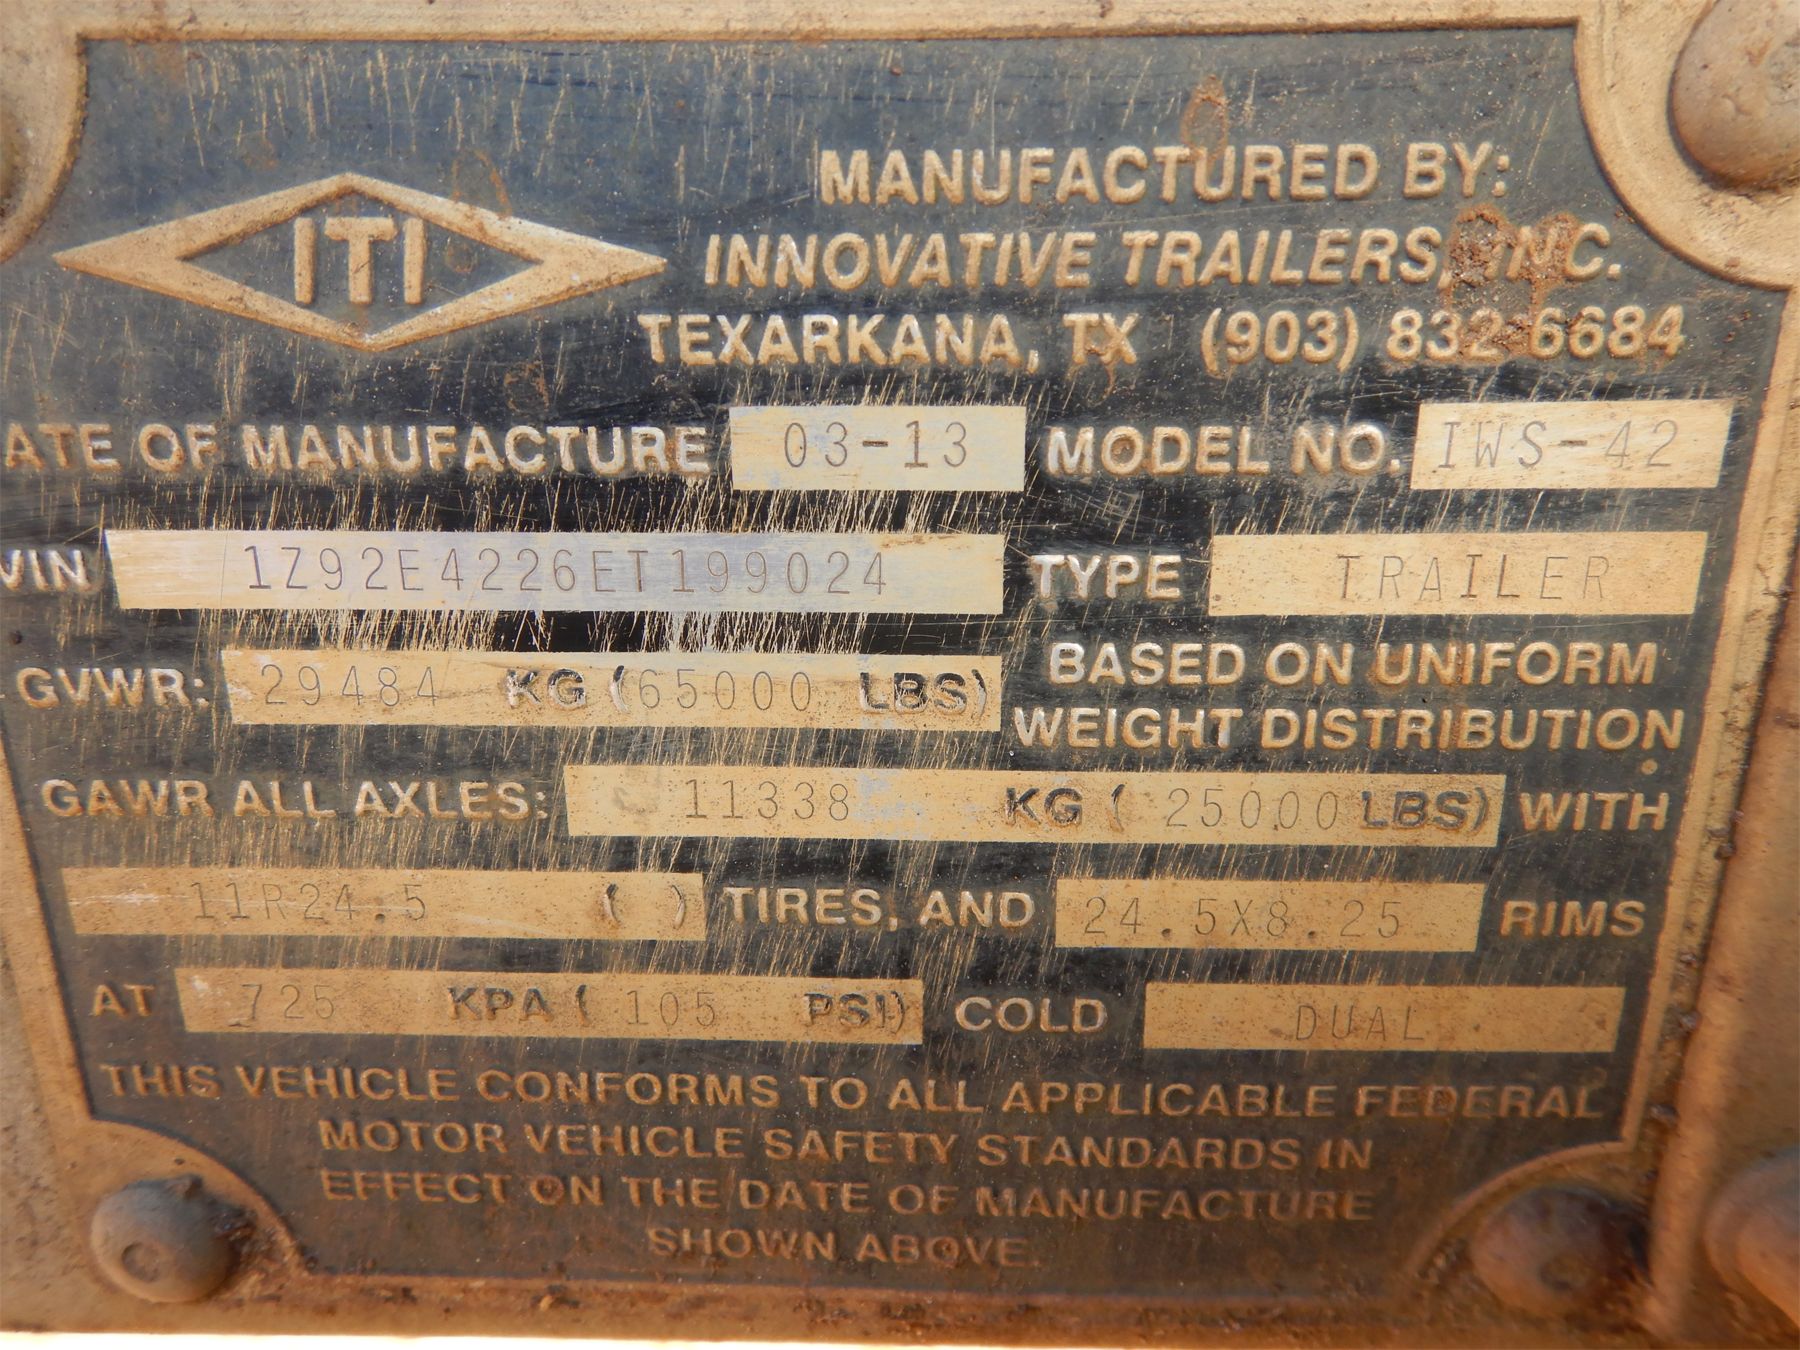 ITI
MANUFACTURED BY:
INNOVATIVE TRAILERS, INC.
TEXARKANA, TX (903) 832-6684
ATE OF MANUFACTURE 03-13 MODEL NO. IWS-42
VIN 1Z92E4226ET199024 TYPE TRAILER
GVWR: 29484 KG (65000 LBS) BASED ON UNIFORM
WEIGHT DISTRIBUTION
GAWR ALL AXLES: 11338 KG ( 25000 LBS) WITH
11R24.5 ( ) TIRES, AND 24.5X8.25 RIMS
AT 725 KPA ( 105 PSI) COLD DUAL
THIS VEHICLE CONFORMS TO ALL APPLICABLE FEDERAL
MOTOR VEHICLE SAFETY STANDARDS IN
EFFECT ON THE DATE OF MANUFACTURE
SHOWN ABOVE.